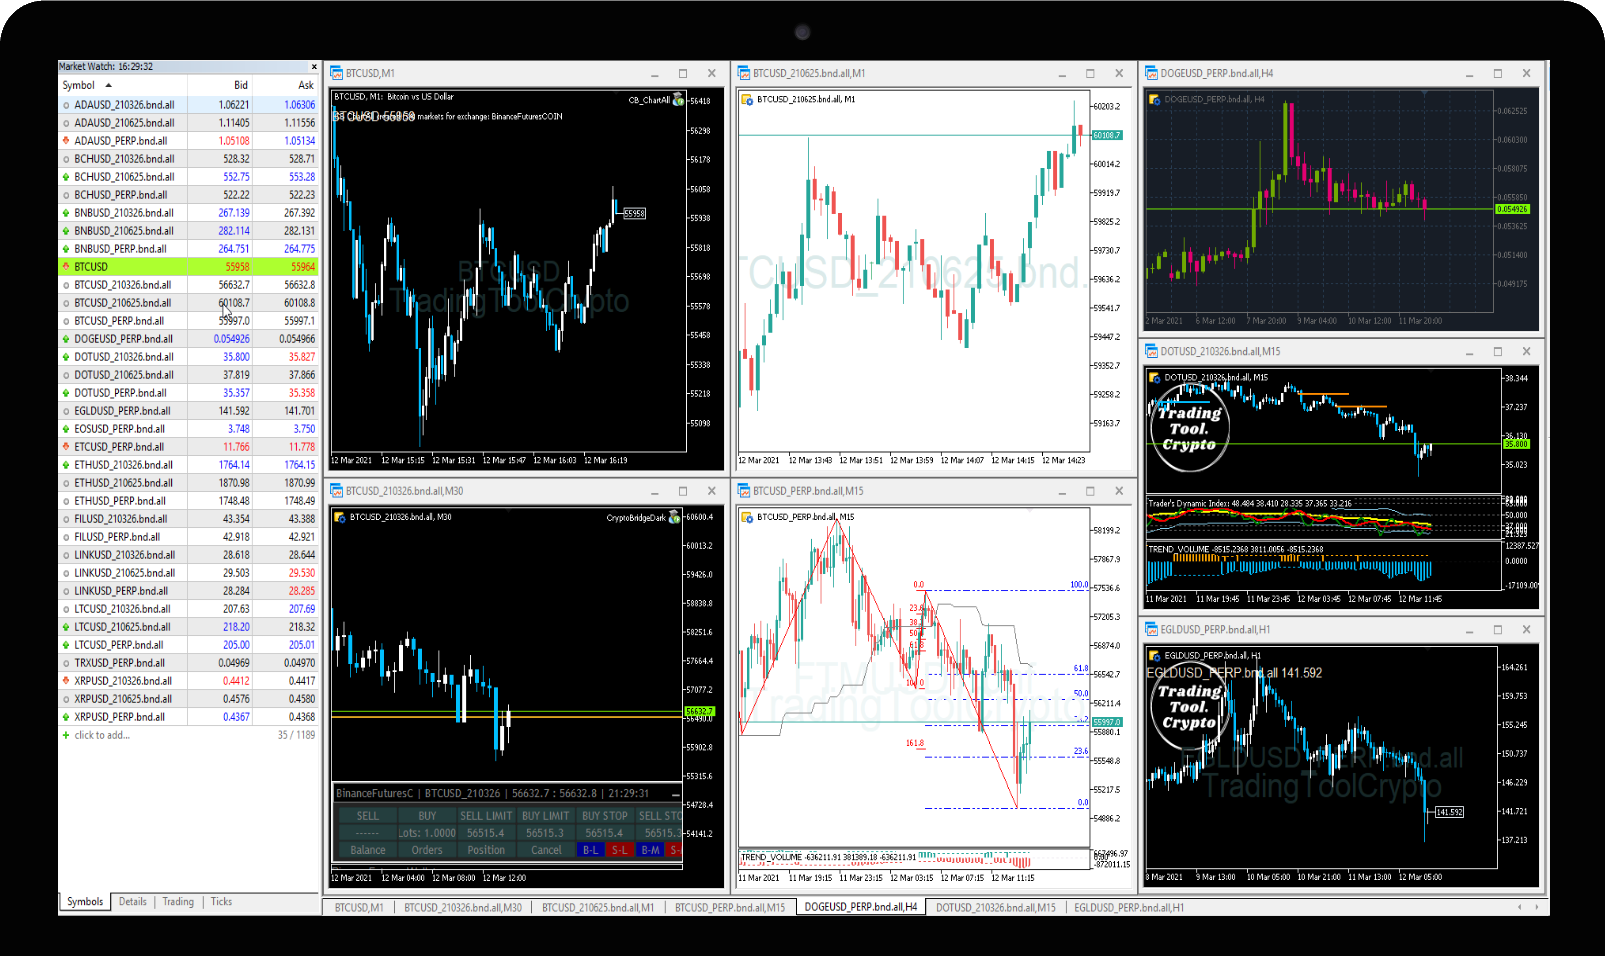 Market Watch: 16:29:32
Symbol Bid Ask
ADAUSD_210326.bnd.all 1.06221 1.06306
ADAUSD_210625.bnd.all 1.11405 1.11556
ADAUSD_PERP.bnd.all 1.05108 1.05134
BCHUSD_210326.bnd.all 528.32 528.71
BCHUSD_210625.bnd.all 552.75 553.28
BCHUSD_PERP.bnd.all 522.22 522.23
BNBUSD_210326.bnd.all 267.139 267.392
BNBUSD_210625.bnd.all 282.114 282.131
BNBUSD_PERP.bnd.all 264.751 264.775
BTCUSD 55958 55964
BTCUSD_210326.bnd.all 56632.7 56632.8
BTCUSD_210625.bnd.all 60108.7 60108.8
BTCUSD_PERP.bnd.all 55997.0 55997.1
DOGEUSD_PERP.bnd.all 0.054926 0.054966
DOTUSD_210326.bnd.all 35.800 35.827
DOTUSD_210625.bnd.all 37.819 37.866
DOTUSD_PERP.bnd.all 35.357 35.358
EGLDUSD_PERP.bnd.all 141.592 141.701
EOSUSD_PERP.bnd.all 3.748 3.750
ETCUSD_PERP.bnd.all 11.766 11.778
ETHUSD_210326.bnd.all 1764.14 1764.15
ETHUSD_210625.bnd.all 1870.98 1870.99
ETHUSD_PERP.bnd.all 1748.48 1748.49
FILUSD_210326.bnd.all 43.354 43.388
FILUSD_PERP.bnd.all 42.918 42.921
LINKUSD_210326.bnd.all 28.618 28.644
LINKUSD_210625.bnd.all 29.503 29.530
LINKUSD_PERP.bnd.all 28.284 28.285
LTCUSD_210326.bnd.all 207.63 207.69
LTCUSD_210625.bnd.all 218.20 218.32
LTCUSD_PERP.bnd.all 205.00 205.01
TRXUSD_PERP.bnd.all 0.04969 0.04970
XRPUSD_210326.bnd.all 0.4412 0.4417
XRPUSD_210625.bnd.all 0.4576 0.4580
XRPUSD_PERP.bnd.all 0.4367 0.4368
click to add... 35 / 1189
Symbols Details Trading Ticks
BTCUSD,M1
BTCUSD, M1: Bitcoin vs US Dollar
CB_ChartAll
BTCUSD 55958
markets for exchange: BinanceFuturesCOIN
BTCUSD
TradingToolCrypto
56418
56298
56178
56058
55958
55938
55818
55698
55578
55458
55338
55218
55098
12 Mar 2021 12 Mar 15:15 12 Mar 15:31 12 Mar 15:47 12 Mar 16:03 12 Mar 16:19
BTCUSD_210625.bnd.all,M1
BTCUSD_210625.bnd.all, M1
TCUSD_210625.bnd.
60203.2
60108.7
60014.2
59919.7
59825.2
59730.7
59636.2
59541.7
59447.2
59352.7
59258.2
59163.7
12 Mar 2021 12 Mar 13:43 12 Mar 13:51 12 Mar 13:59 12 Mar 14:07 12 Mar 14:15 12 Mar 14:23
DOGEUSD_PERP.bnd.all,H4
DOGEUSD_PERP.bnd.all, H4
0.062525
0.060300
0.058075
0.055850
0.054926
0.053625
0.051400
0.049175
2 Mar 2021 6 Mar 12:00 7 Mar 20:00 9 Mar 04:00 10 Mar 12:00 11 Mar 20:00
DOTUSD_210326.bnd.all,M15
DOTUSD_210326.bnd.all, M15
Trading
Tool.
Crypto
38.344
37.237
36.130
35.800
35.023
Trader's Dynamic Index: 48.484 38.410 28.335 37.365 33.216
50.000
TREND_VOLUME -8515.2368 3811.0056 -8515.2368
12387.527
0.0000
-17109.00
11 Mar 2021 11 Mar 19:45 11 Mar 23:45 12 Mar 03:45 12 Mar 07:45 12 Mar 11:45
BTCUSD_210326.bnd.all,M30
BTCUSD_210326.bnd.all, M30
CryptoBridgeDark
60600.4
60013.2
59426.0
58838.8
58251.6
57664.4
57077.2
56632.7
56490.0
55902.8
55315.6
54728.4
54141.2
BinanceFuturesC | BTCUSD_210326 | 56632.7 : 56632.8 | 21:29:31
SELL BUY SELL LIMIT BUY LIMIT BUY STOP SELL STO
------ Lots: 1.0000 56515.4 56515.3 56515.4 56515.3
Balance Orders Position Cancel B-L S-L B-M S-
12 Mar 2021 12 Mar 04:00 12 Mar 08:00 12 Mar 12:00
BTCUSD_PERP.bnd.all,M15
BTCUSD_PERP.bnd.all, M15
TradingToolCrypto
0.0
23.6
38.2
50.0
61.8
100.0
161.8
100.0
61.8
50.0
23.6
0.0
58199.2
57867.9
57536.6
57205.3
56874.0
56542.7
56211.4
55997.0
55880.1
55548.8
55217.5
54886.2
TREND_VOLUME -636211.91 381389.18 -636211.91
-872011.15
11 Mar 2021 11 Mar 19:15 11 Mar 23:15 12 Mar 03:15 12 Mar 07:15 12 Mar 11:15
EGLDUSD_PERP.bnd.all,H1
EGLDUSD_PERP.bnd.all, H1
EGLDUSD_PERP.bnd.all 141.592
Trading
Tool.
Crypto
EGLDUSD_PERP.bnd.all
TradingToolCrypto
164.261
159.753
155.245
150.737
146.229
141.721
141.592
137.213
8 Mar 2021 9 Mar 13:00 10 Mar 05:00 10 Mar 21:00 11 Mar 13:00 12 Mar 05:00
BTCUSD,M1 BTCUSD_210326.bnd.all,M30 BTCUSD_210625.bnd.all,M1 BTCUSD_PERP.bnd.all,M15 DOGEUSD_PERP.bnd.all,H4 DOTUSD_210326.bnd.all,M15 EGLDUSD_PERP.bnd.all,H1